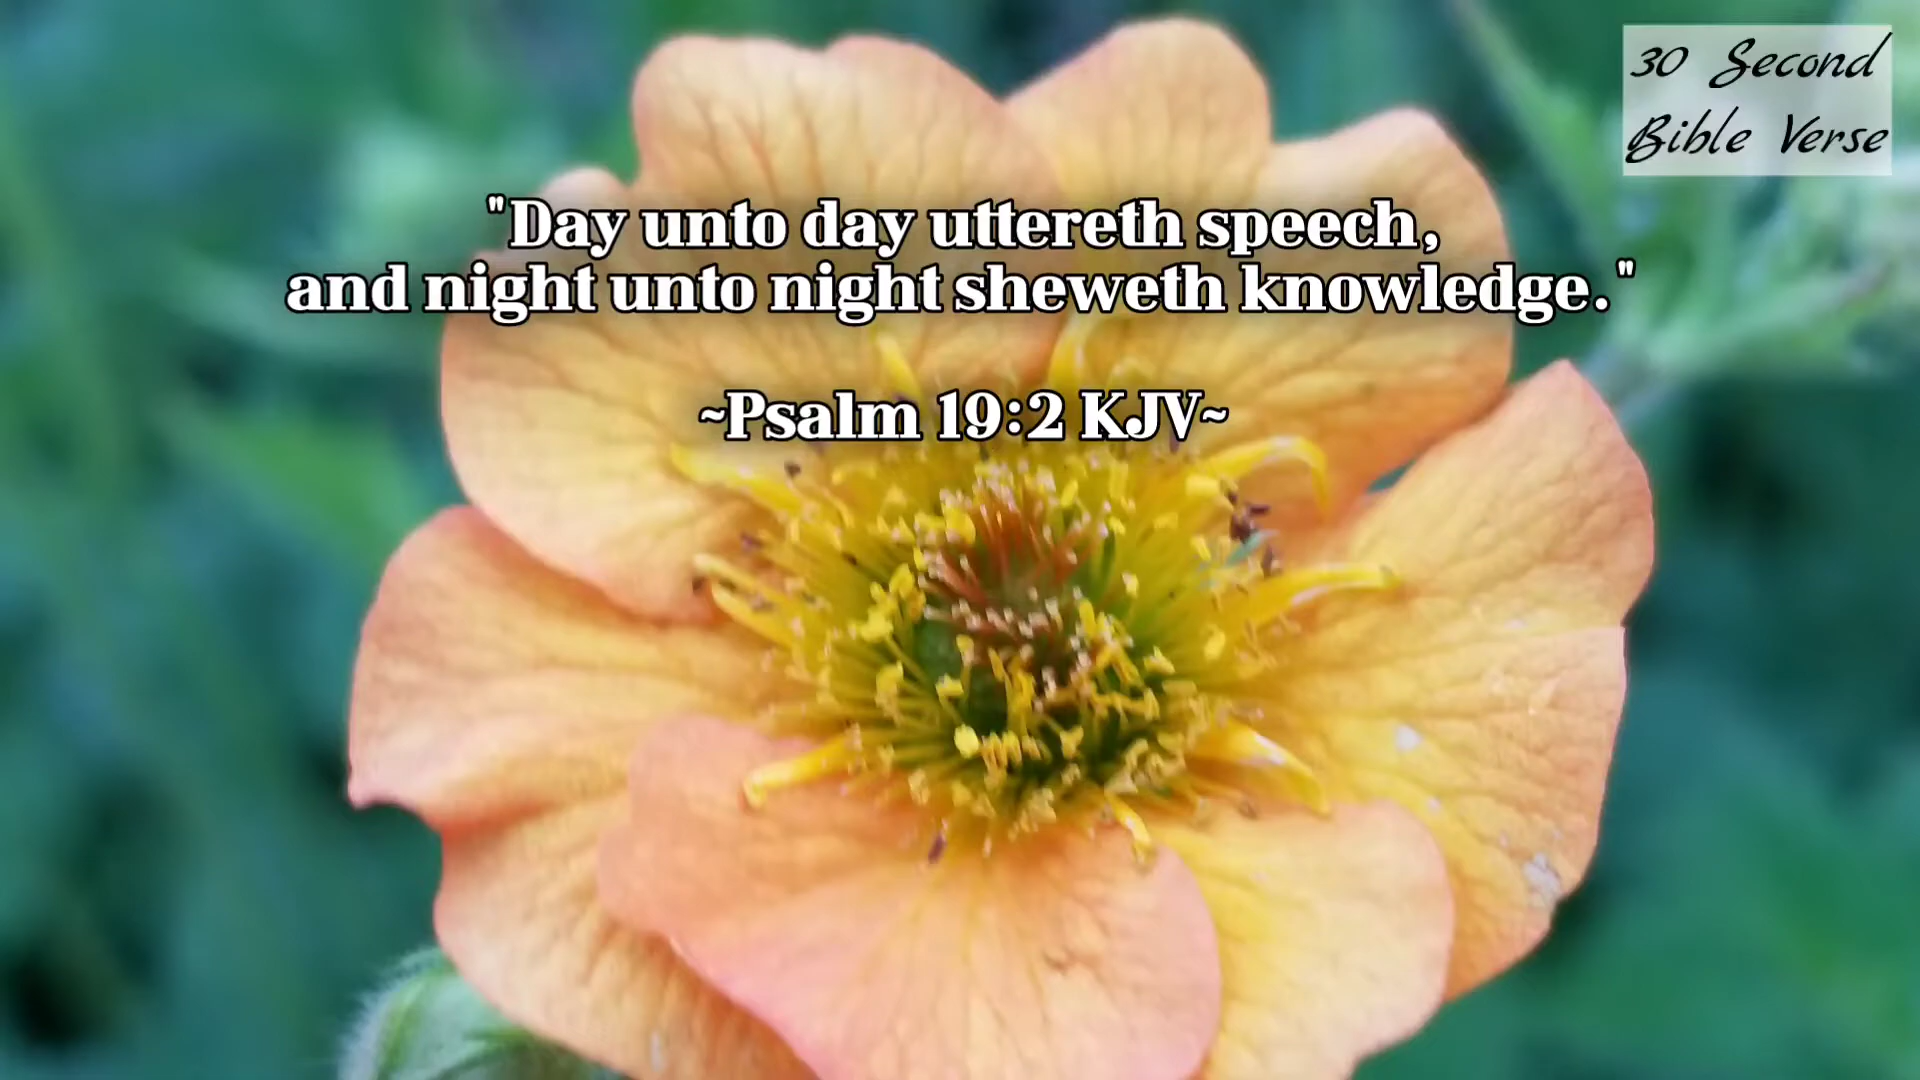 30 Second
Bible Verse
"Day unto day uttereth speech,
and night unto night sheweth knowledge."
~Psalm 19:2 KJV~